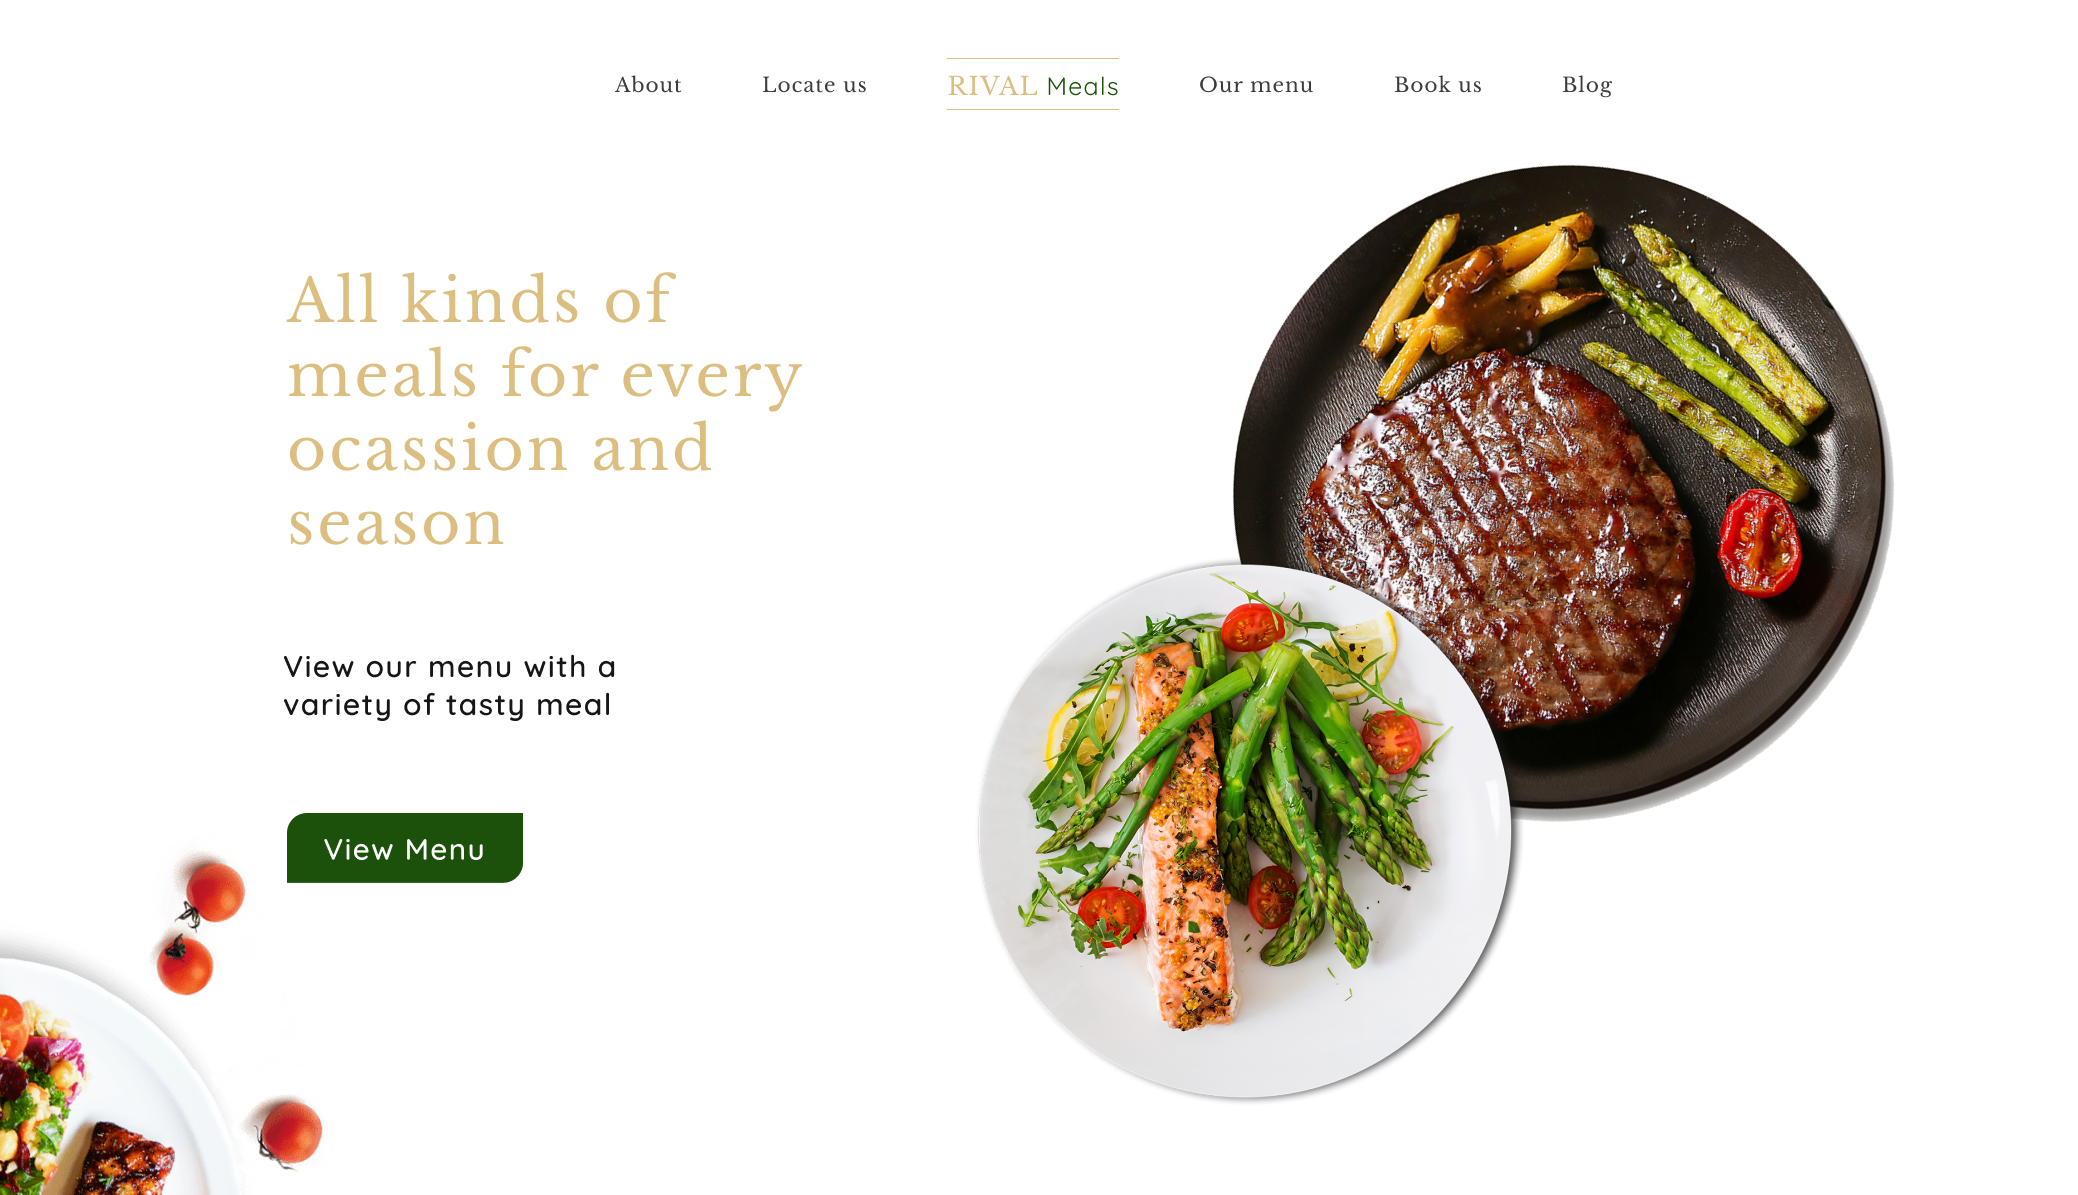 About Locate us RIVAL Meals Our menu Book us Blog
All kinds of
meals for every
ocassion and
season
View our menu with a
variety of tasty meal
View Menu